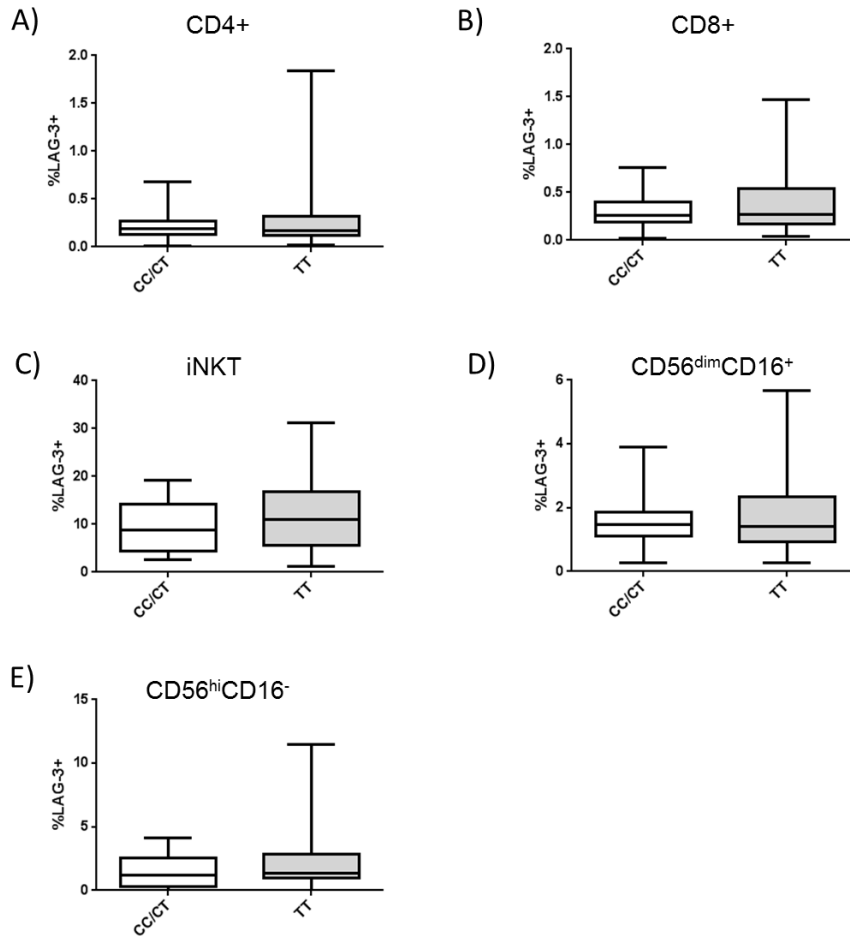 A)
CD4+
2.0
1.5
1.0
0.5
0.0
%LAG-3+
CC/CT
TT
B)
CD8+
2.0
1.5
1.0
0.5
0.0
%LAG-3+
CC/CT
TT
C)
iNKT
40
30
20
10
0
%LAG-3+
CC/CT
TT
D)
CD56dimCD16+
6
4
2
0
%LAG-3+
CC/CT
TT
E)
CD56hiCD16-
15
10
5
0
%LAG-3+
CC/CT
TT